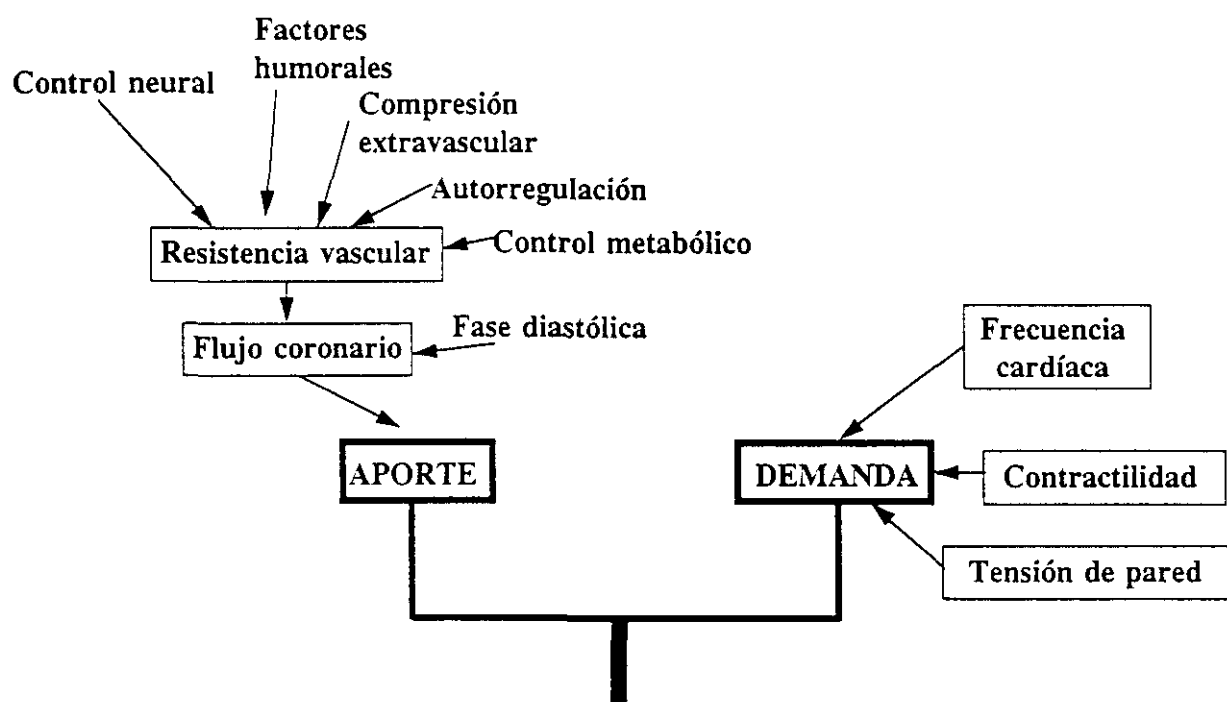 Factores
humorales
Control neural
Compresión
extravascular
Autorregulación
Control metabólico
Resistencia vascular
Fase diastólica
Flujo coronario
Frecuencia
cardíaca
APORTE
DEMANDA
Contractilidad
Tensión de pared